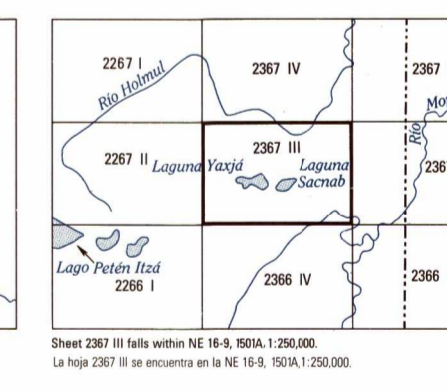 2267 I
2367 IV
2367
Río Holmul
Mo
Río
2267 II
Laguna Yaxjá
2367 III
Laguna
Sacnab
236
Lago Petén Itzá
2266 I
2366 IV
2366
Sheet 2367 III falls within NE 16-9, 1501A, 1:250,000.
La hoja 2367 III se encuentra en la NE 16-9, 1501A, 1:250,000.